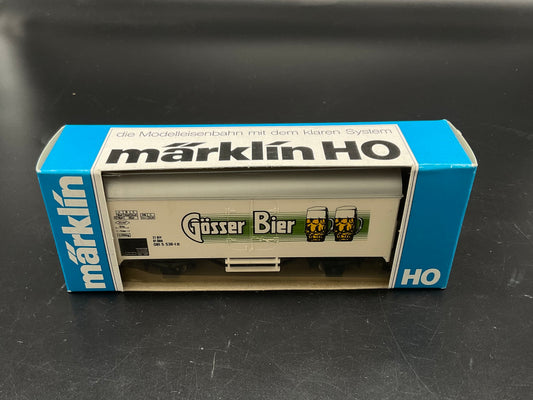 die Modelleisenbahn mit dem klaren System
märklin HO
märklin
Gösser Bier
HO